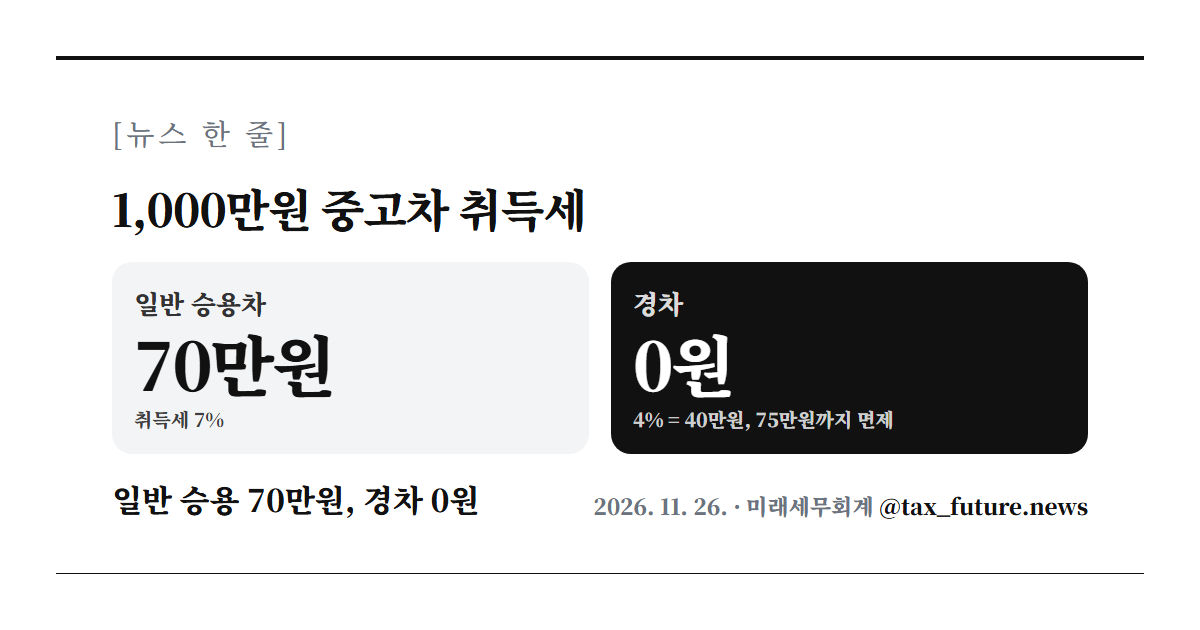 [뉴스 한 줄]
1,000만원 중고차 취득세
일반 승용차
70만원
취득세 7%
경차
0원
4% = 40만원, 75만원까지 면제
일반 승용 70만원, 경차 0원
2026. 11. 26. · 미래세무회계 @tax_future.news